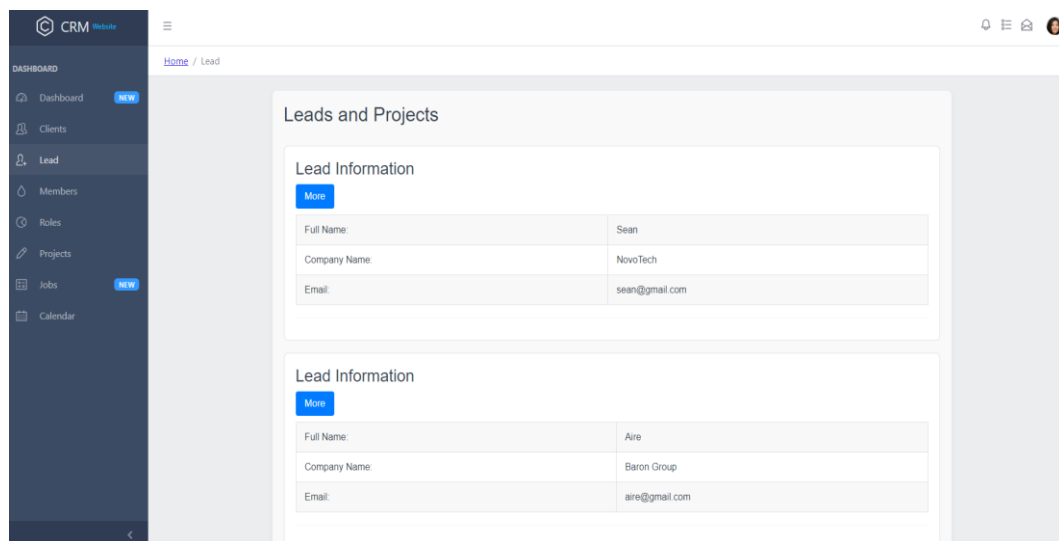 CRM Website
DASHBOARD
Dashboard NEW
Clients
Lead
Members
Roles
Projects
Jobs NEW
Calendar
Home / Lead
Leads and Projects
Lead Information
More
Full Name: Sean
Company Name: NovoTech
Email: sean@gmail.com
Lead Information
More
Full Name: Aire
Company Name: Baron Group
Email: aire@gmail.com